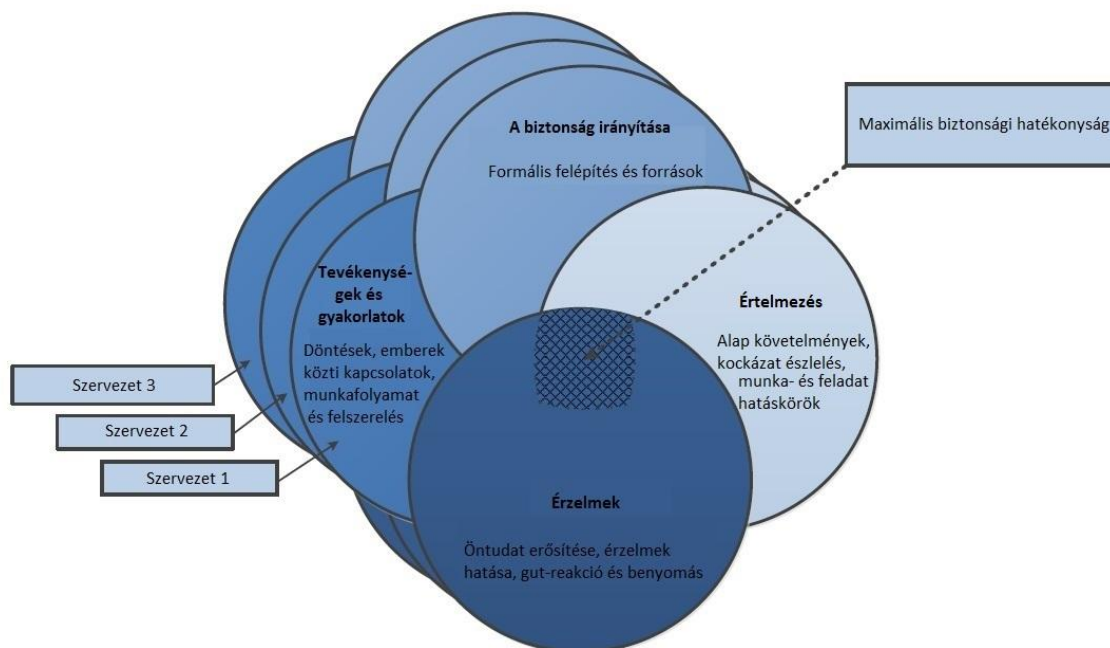 A biztonság irányítása
Formális felépítés és források
Maximális biztonsági hatékonyság
Tevékenysé-
gek és
gyakorlatok
Döntések, emberek
közti kapcsolatok,
munkafolyamat
és felszerelés
Értelmezés
Alap követelmények,
kockázat észlelés,
munka- és feladat
hatáskörök
Szervezet 3
Szervezet 2
Szervezet 1
Érzelmek
Öntudat erősítése, érzelmek
hatása, gut-reakció és benyomás